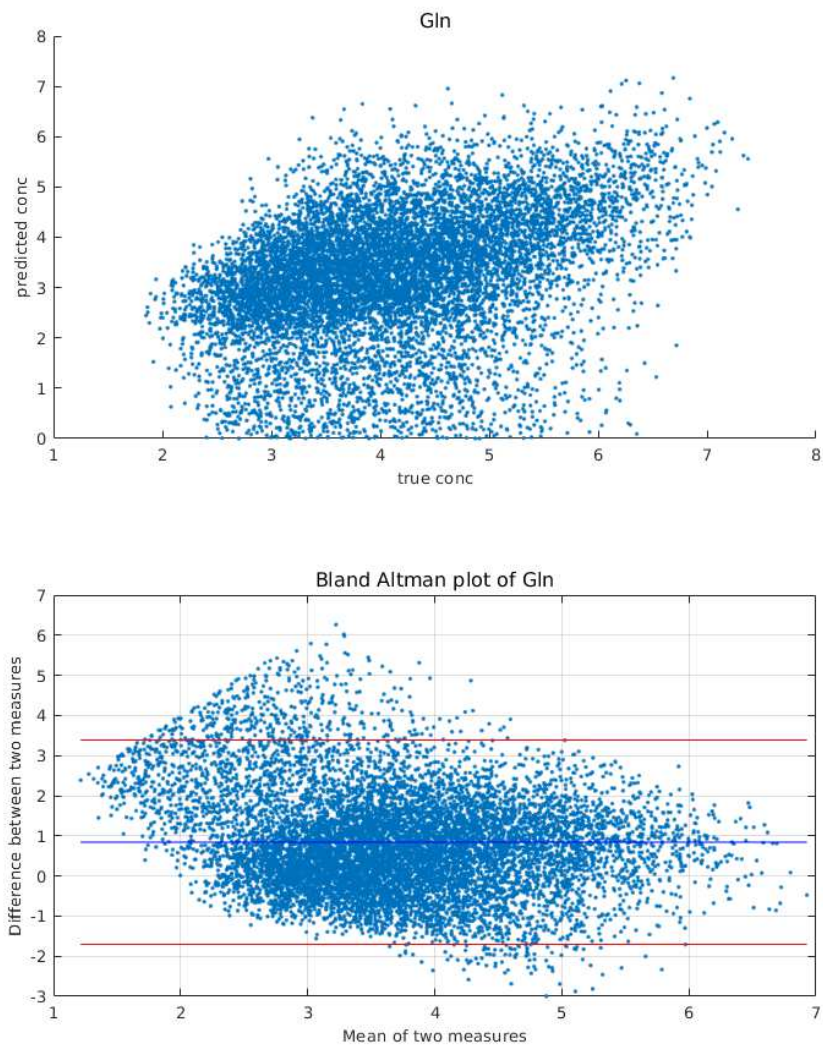 Gln
8
7
6
5
4
3
2
1
0
predicted conc
1 2 3 4 5 6 7 8
true conc
Bland Altman plot of Gln
7
6
5
4
3
2
1
0
-1
-2
-3
Difference between two measures
1 2 3 4 5 6 7
Mean of two measures